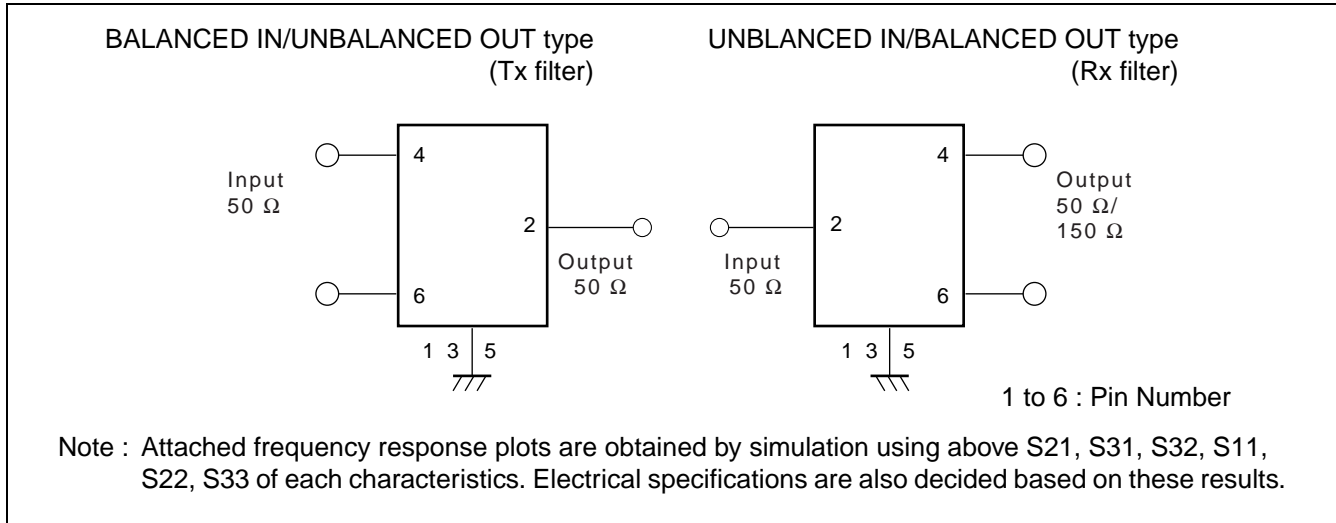 BALANCED IN/UNBALANCED OUT type
(Tx filter)
UNBLANCED IN/BALANCED OUT type
(Rx filter)
Input
50 Ω
4
6
2
Output
50 Ω
1 3 5
Input
50 Ω
2
4
6
Output
50 Ω/
150 Ω
1 3 5
1 to 6 : Pin Number
Note : Attached frequency response plots are obtained by simulation using above S21, S31, S32, S11,
S22, S33 of each characteristics. Electrical specifications are also decided based on these results.